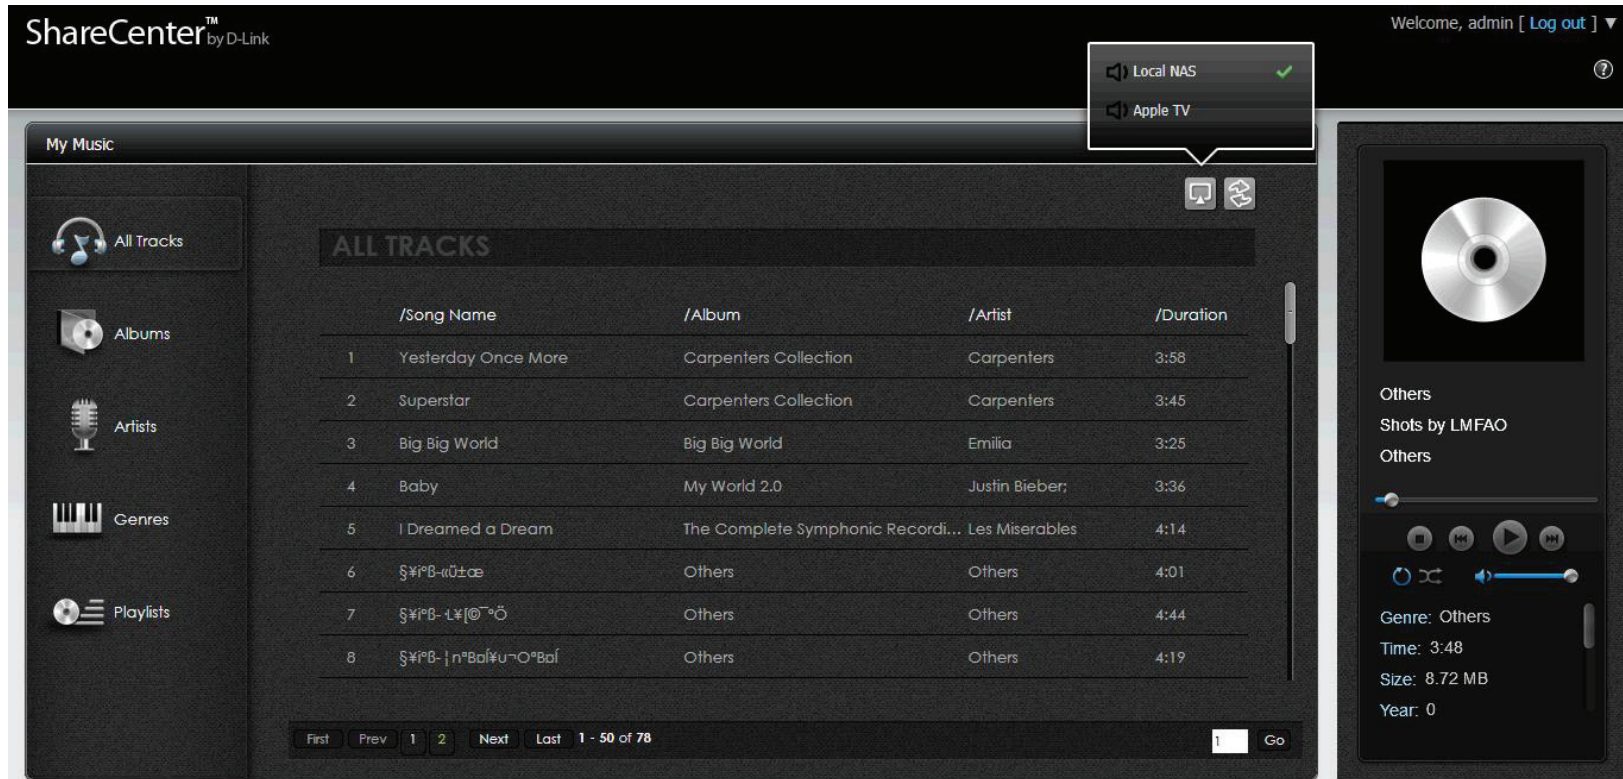 ShareCenter™ by D-Link
Welcome, admin [ Log out ] ▼
Local NAS
Apple TV
My Music
All Tracks
Albums
Artists
Genres
Playlists
ALL TRACKS
/Song Name /Album /Artist /Duration
1 Yesterday Once More Carpenters Collection Carpenters 3:58
2 Superstar Carpenters Collection Carpenters 3:45
3 Big Big World Big Big World Emilia 3:25
4 Baby My World 2.0 Justin Bieber; 3:36
5 I Dreamed a Dream The Complete Symphonic Recordi... Les Miserables 4:14
6 §¥iºß-«û±œ Others Others 4:01
7 Others Others 4:44
8 Others Others 4:19
First Prev 1 2 Next Last 1 - 50 of 78
1 Go
Others
Shots by LMFAO
Others
Genre: Others
Time: 3:48
Size: 8.72 MB
Year: 0